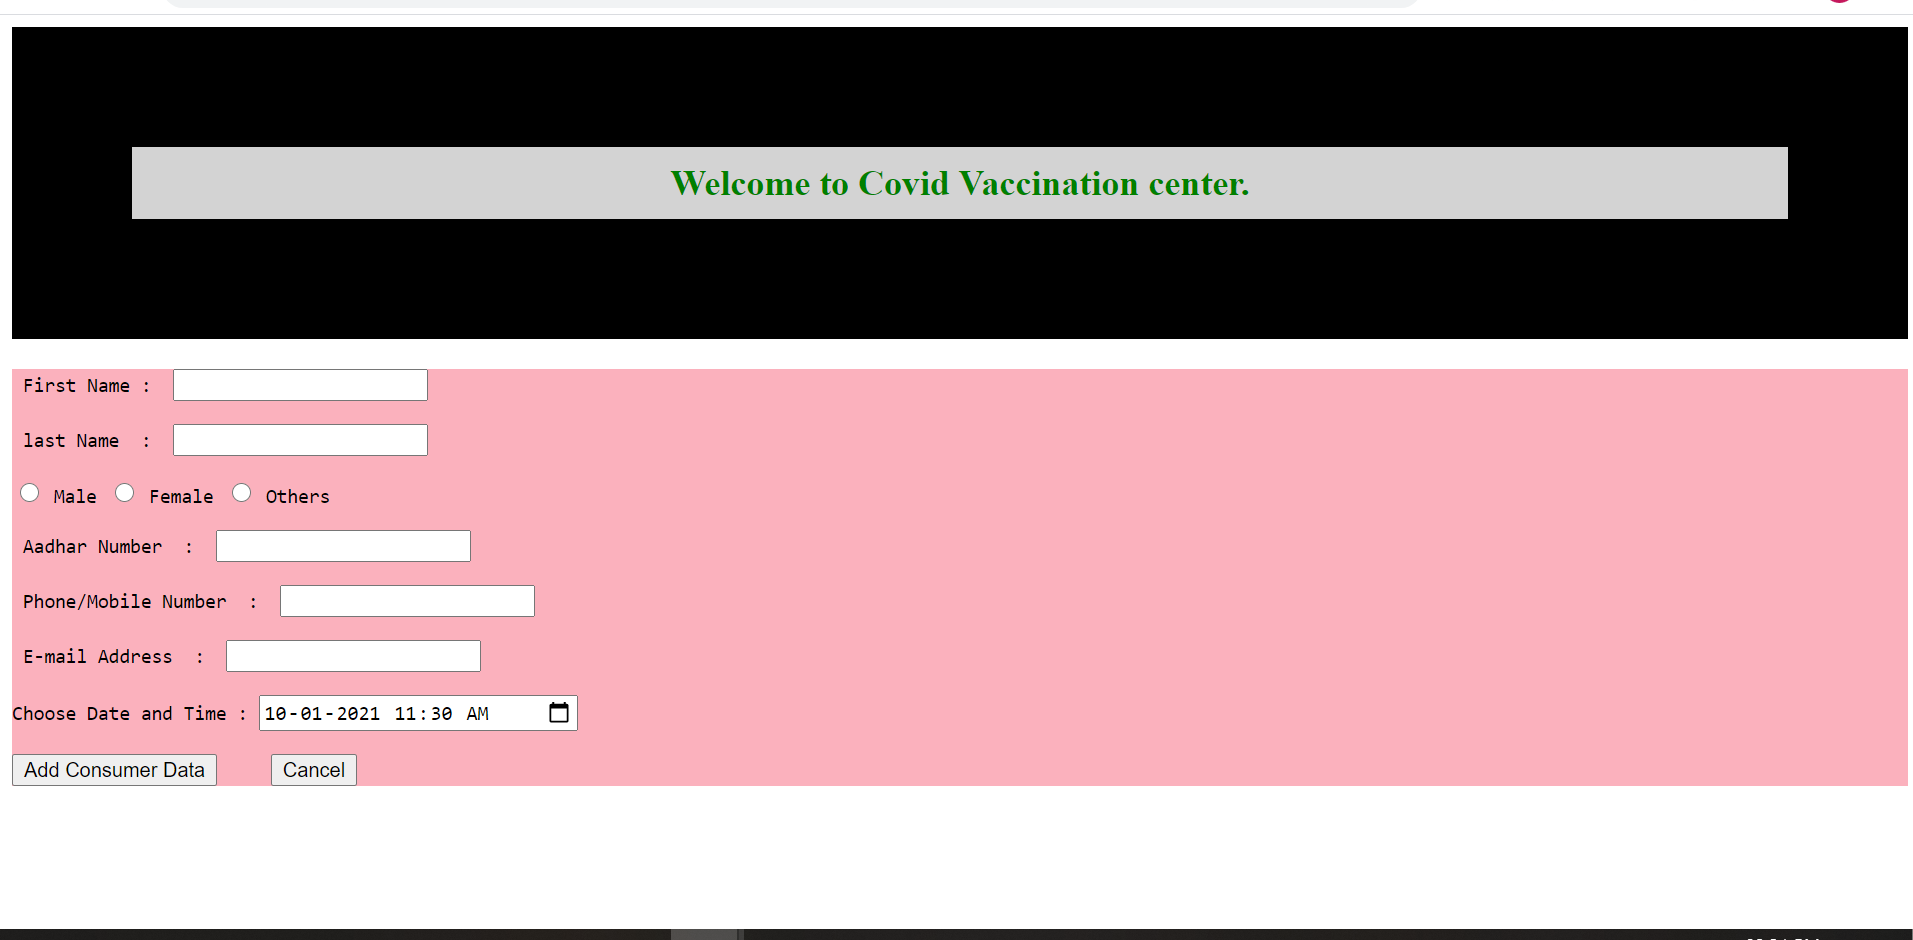 Welcome to Covid Vaccination center.
First Name :
last Name :
Male Female Others
Aadhar Number :
Phone/Mobile Number :
E-mail Address :
Choose Date and Time : 10-01-2021 11:30 AM
Add Consumer Data Cancel